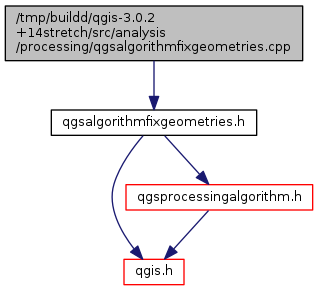 /tmp/buildd/qgis-3.0.2
+14stretch/src/analysis
/processing/qgsalgorithmfixgeometries.cpp
qgsalgorithmfixgeometries.h
qgsprocessingalgorithm.h
qgis.h